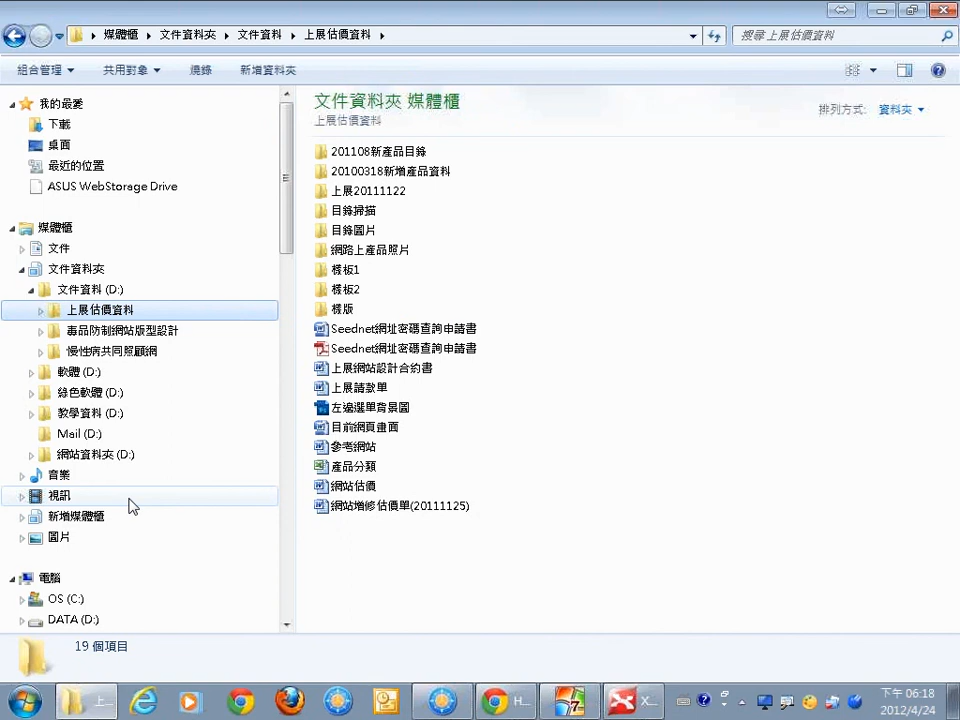 媒體櫃 文件資料夾 文件資料 上展估價資料
搜尋 上展估價資料
組合管理 共用對象 燒錄 新增資料夾
我的最愛
下載
桌面
最近的位置
ASUS WebStorage Drive
媒體櫃
文件
文件資料夾
文件資料 (D:)
上展估價資料
毒品防制網站版型設計
慢性病共同照顧網
軟體 (D:)
綠色軟體 (D:)
教學資料 (D:)
Mail (D:)
網站資料夾 (D:)
音樂
視訊
新增媒體櫃
圖片
電腦
OS (C:)
DATA (D:)
文件資料夾 媒體櫃
上展估價資料
排列方式: 資料夾
201108新產品目錄
20100318新增產品資料
上展20111122
目錄掃描
目錄圖片
網路上產品照片
樣板1
樣板2
樣版
Seednet網址密碼查詢申請書
Seednet網址密碼查詢申請書
上展網站設計合約書
上展請款單
左邊選單背景圖
目前網頁畫面
參考網站
產品分類
網站估價
網站增修估價單(20111125)
19 個項目
上...
H...
X...
下午 06:18
2012/4/24